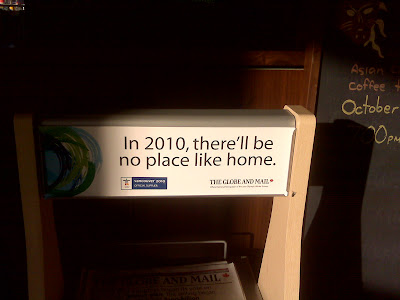 In 2010, there'll be
no place like home.
vancouver 2010
OFFICIAL SUPPLIER
THE GLOBE AND MAIL
THE GLOBE AND MAIL
Asian
coffee
October
00PM